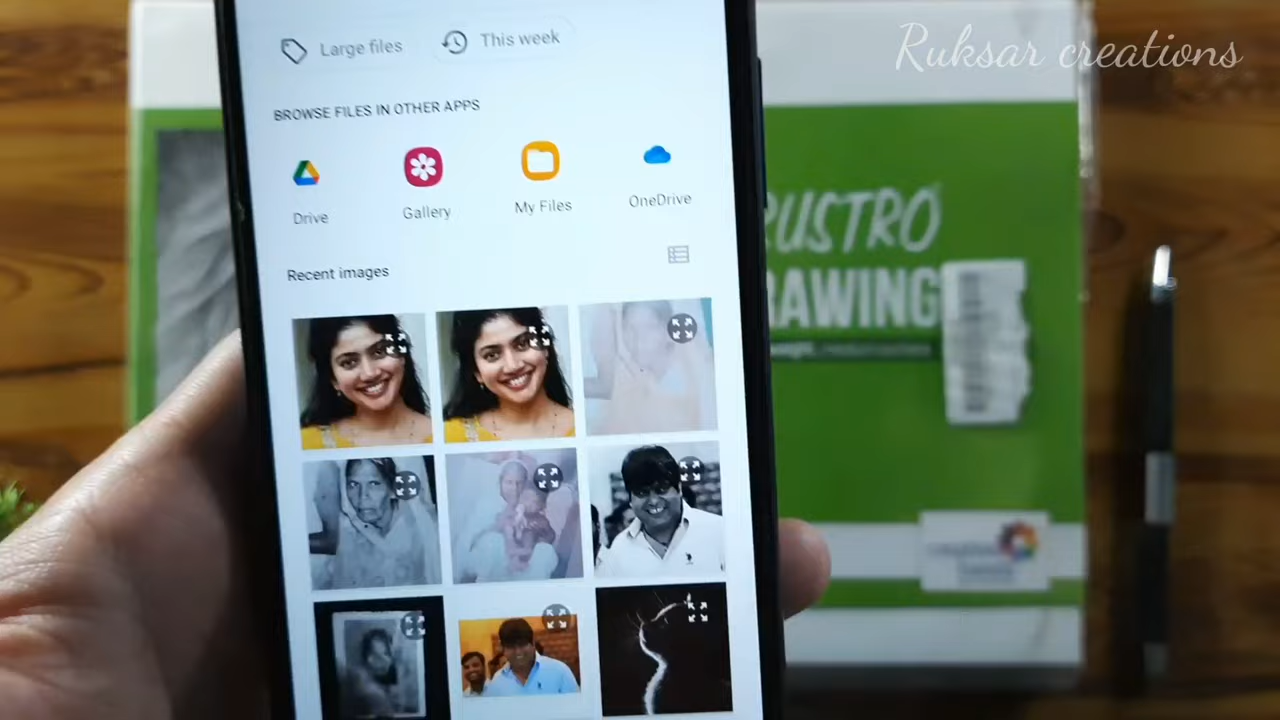 Ruksar creations
Large files
This week
BROWSE FILES IN OTHER APPS
Drive
Gallery
My Files
OneDrive
Recent images
RUSTRO
RAWING